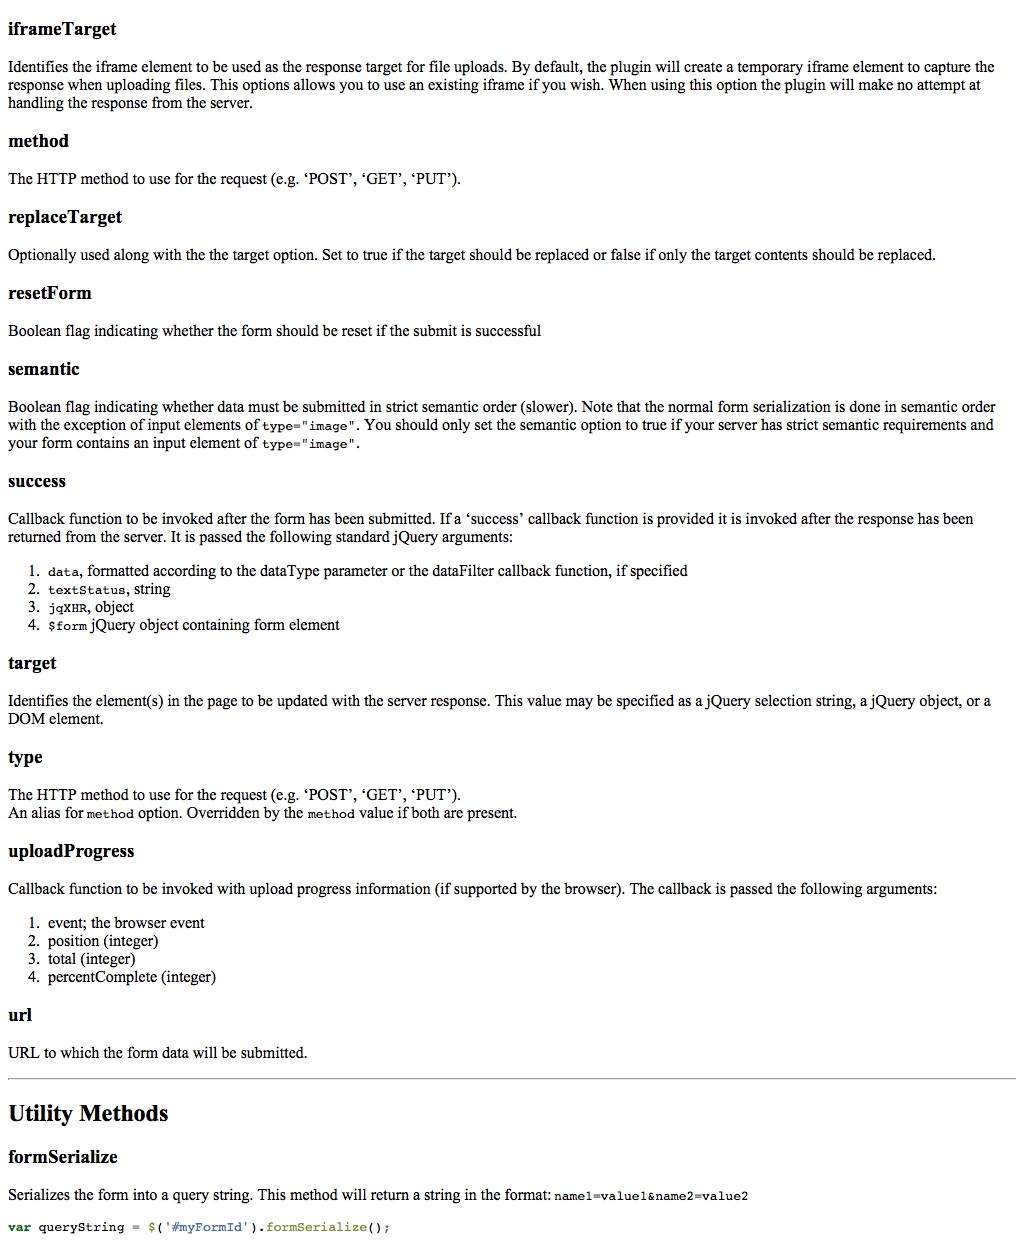 iframeTarget
Identifies the iframe element to be used as the response target for file uploads. By default, the plugin will create a temporary iframe element to capture the
response when uploading files. This options allows you to use an existing iframe if you wish. When using this option the plugin will make no attempt at
handling the response from the server.
method
The HTTP method to use for the request (e.g. ‘POST’, ‘GET’, ‘PUT’).
replaceTarget
Optionally used along with the the target option. Set to true if the target should be replaced or false if only the target contents should be replaced.
resetForm
Boolean flag indicating whether the form should be reset if the submit is successful
semantic
Boolean flag indicating whether data must be submitted in strict semantic order (slower). Note that the normal form serialization is done in semantic order
with the exception of input elements of type="image". You should only set the semantic option to true if your server has strict semantic requirements and
your form contains an input element of type="image".
success
Callback function to be invoked after the form has been submitted. If a ‘success’ callback function is provided it is invoked after the response has been
returned from the server. It is passed the following standard jQuery arguments:
1. data, formatted according to the dataType parameter or the dataFilter callback function, if specified
2. textStatus, string
3. jqXHR, object
4. $form jQuery object containing form element
target
Identifies the element(s) in the page to be updated with the server response. This value may be specified as a jQuery selection string, a jQuery object, or a
DOM element.
type
The HTTP method to use for the request (e.g. ‘POST’, ‘GET’, ‘PUT’).
An alias for method option. Overridden by the method value if both are present.
uploadProgress
Callback function to be invoked with upload progress information (if supported by the browser). The callback is passed the following arguments:
1. event; the browser event
2. position (integer)
3. total (integer)
4. percentComplete (integer)
url
URL to which the form data will be submitted.
Utility Methods
formSerialize
Serializes the form into a query string. This method will return a string in the format: name1=value1&name2=value2
var queryString = $('#myFormId').formSerialize();